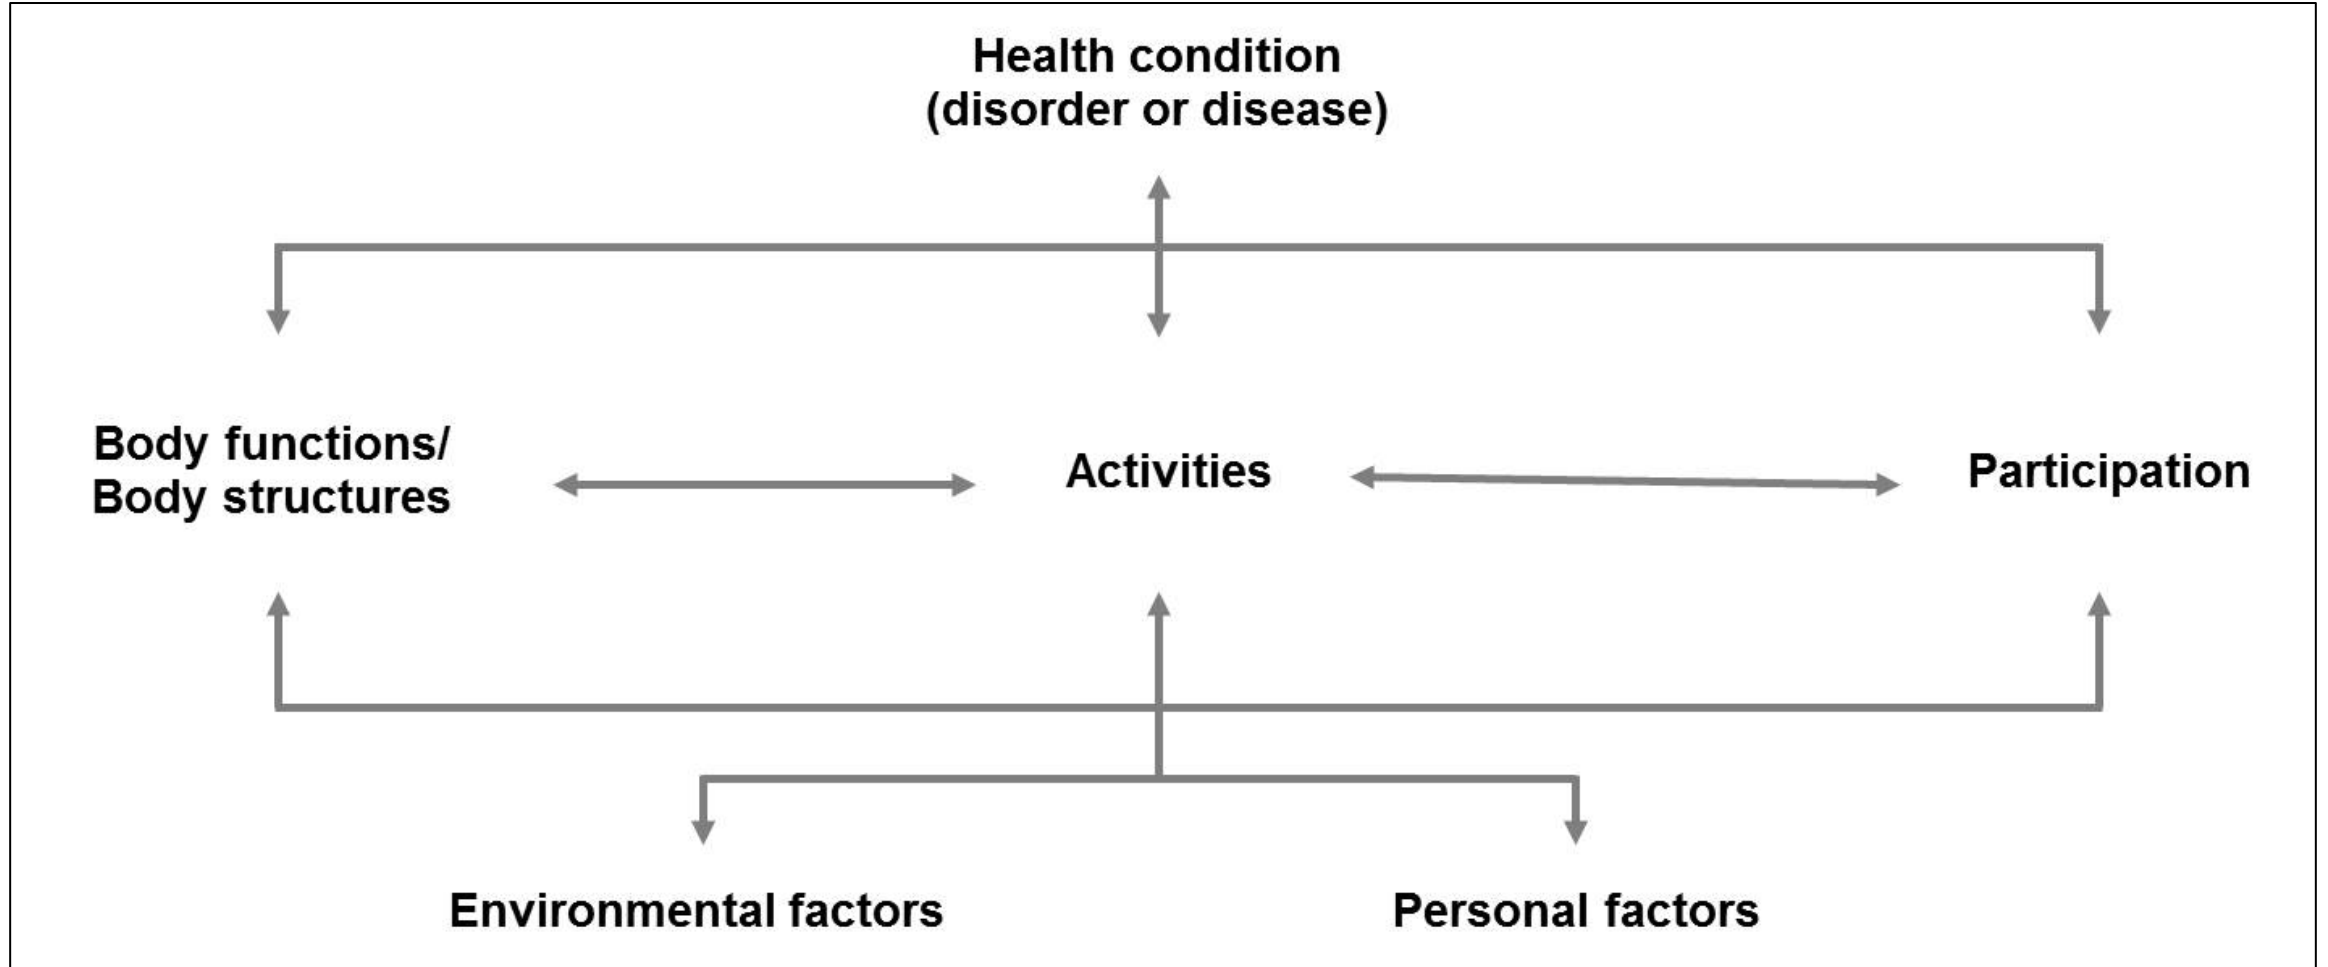 Health condition
(disorder or disease)
Body functions/
Body structures
Activities
Participation
Environmental factors
Personal factors